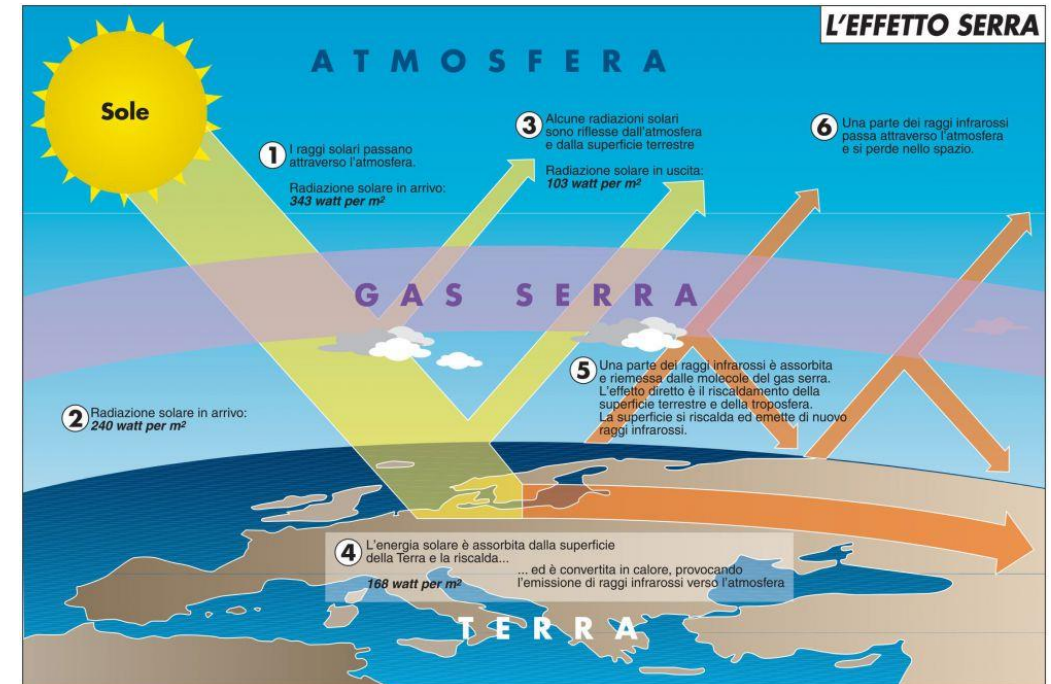 L'EFFETTO SERRA
ATMOSFERA
Sole
1 I raggi solari passano
attraverso l'atmosfera.
Radiazione solare in arrivo:
343 watt per m²
3 Alcune radiazioni solari
sono riflesse dall'atmosfera
e dalla superficie terrestre
Radiazione solare in uscita:
103 watt per m²
6 Una parte dei raggi infrarossi
passa attraverso l'atmosfera
e si perde nello spazio.
GAS SERRA
2 Radiazione solare in arrivo:
240 watt per m²
5 Una parte dei raggi infrarossi è assorbita
e riemessa dalle molecole del gas serra.
L'effetto diretto è il riscaldamento della
superficie terrestre e della troposfera.
La superficie si riscalda ed emette di nuovo
raggi infrarossi.
4 L'energia solare è assorbita dalla superficie
della Terra e la riscalda...
168 watt per m²
... ed è convertita in calore, provocando
l'emissione di raggi infrarossi verso l'atmosfera
TERRA